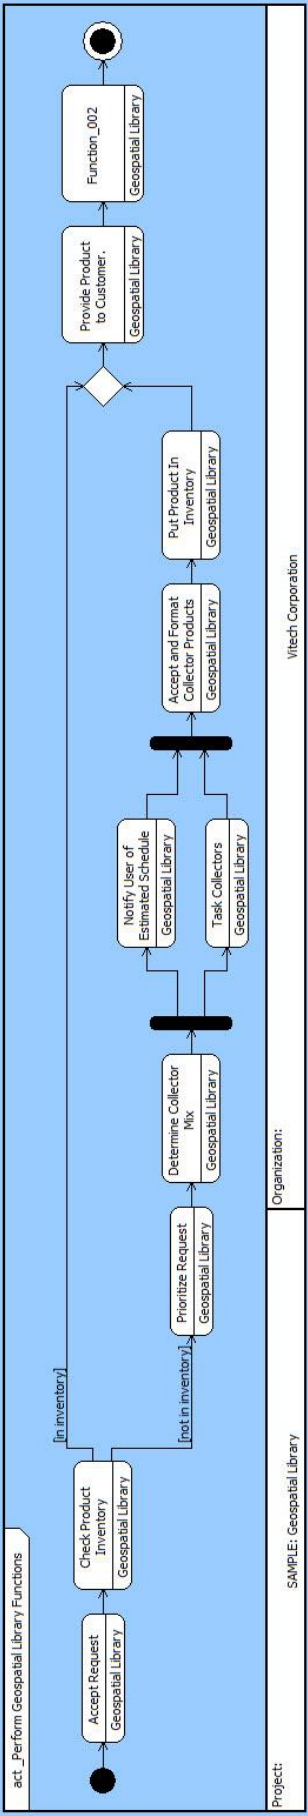 act _Perform Geospatial Library Functions
Accept Request
Geospatial Library
Check Product
Inventory
Geospatial Library
[in inventory]
[not in inventory]
Prioritize Request
Geospatial Library
Determine Collector
Mix
Geospatial Library
Notify User of
Estimated Schedule
Geospatial Library
Task Collectors
Geospatial Library
Accept and Format
Collector Products
Geospatial Library
Put Product In
Inventory
Geospatial Library
Provide Product
to Customer.
Geospatial Library
Function_002
Geospatial Library
Project:
SAMPLE: Geospatial Library
Organization:
Vitech Corporation